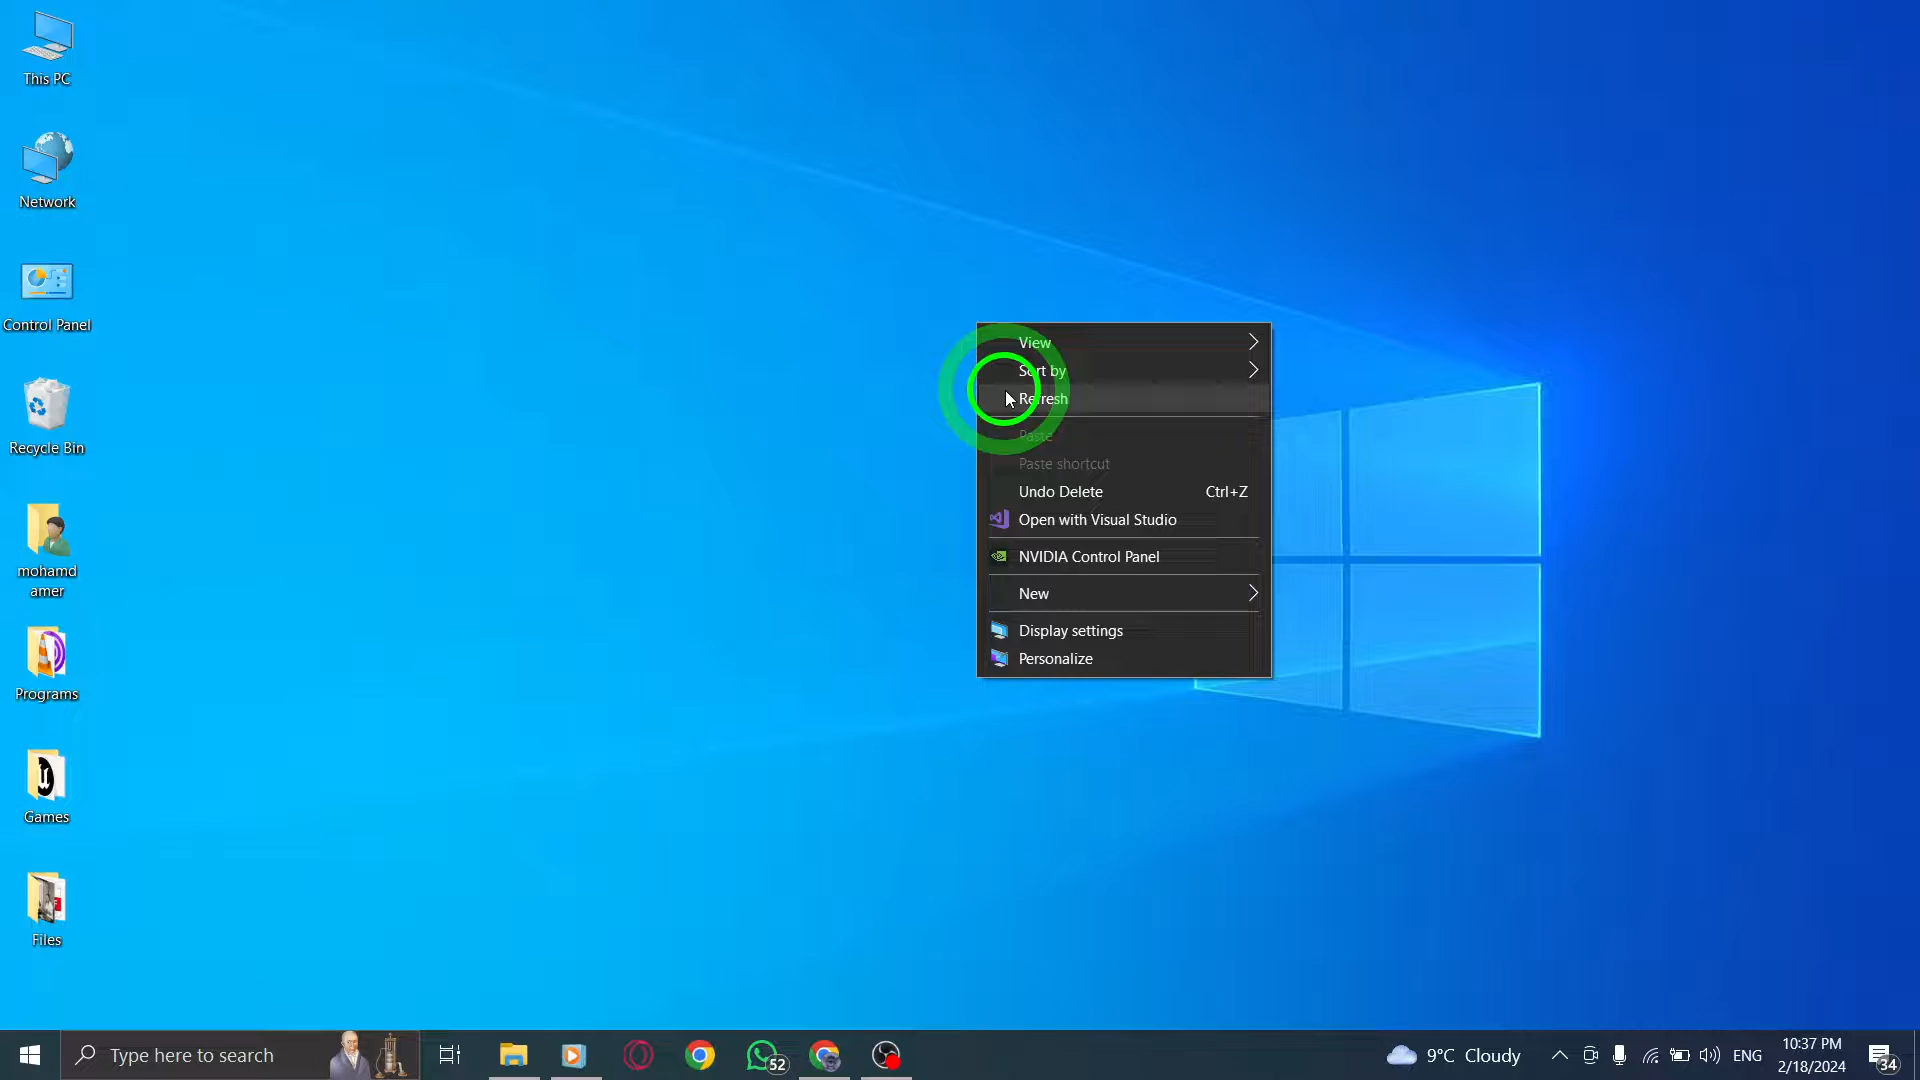 This PC
Network
Control Panel
Recycle Bin
mohamd
amer
Programs
Games
Files
View
Sort by
Refresh
Paste
Paste shortcut
Undo Delete Ctrl+Z
Open with Visual Studio
NVIDIA Control Panel
New
Display settings
Personalize
Type here to search
52
9°C Cloudy
ENG
10:37 PM
2/18/2024
34